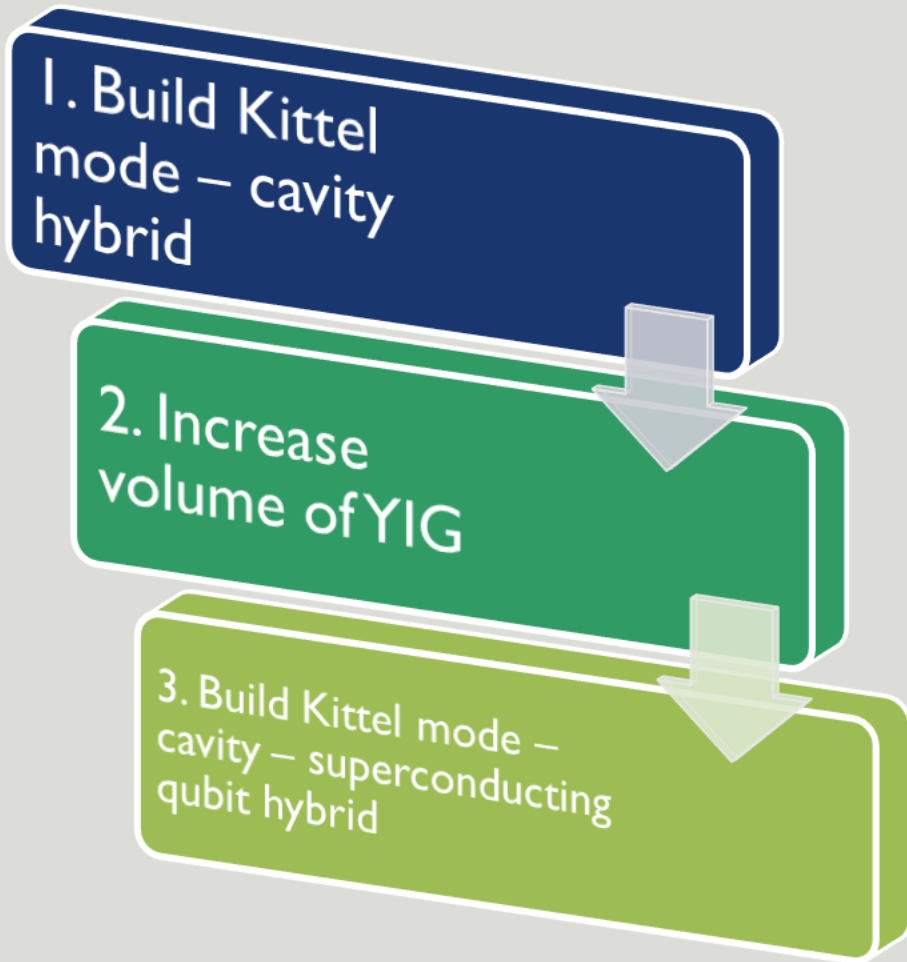 1. Build Kittel
mode – cavity
hybrid
2. Increase
volume of YIG
3. Build Kittel mode –
cavity – superconducting
qubit hybrid